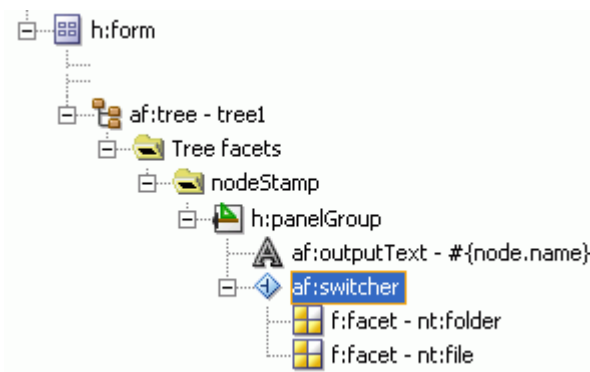 h:form
af:tree - tree1
Tree facets
nodeStamp
h:panelGroup
af:outputText - #{node.name}
af:switcher
f:facet - nt:folder
f:facet - nt:file